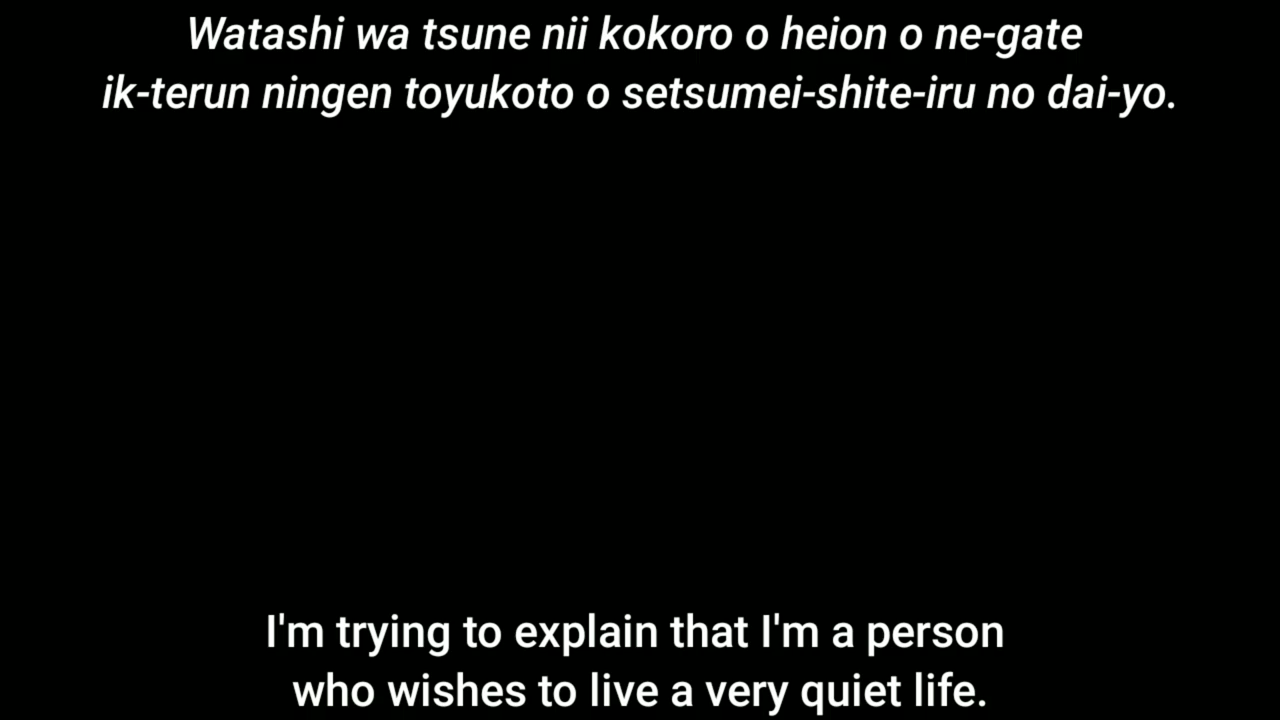 Watashi wa tsune nii kokoro o heion o ne-gate
ik-terun ningen toyukoto o setsumei-shite-iru no dai-yo.
I'm trying to explain that I'm a person
who wishes to live a very quiet life.